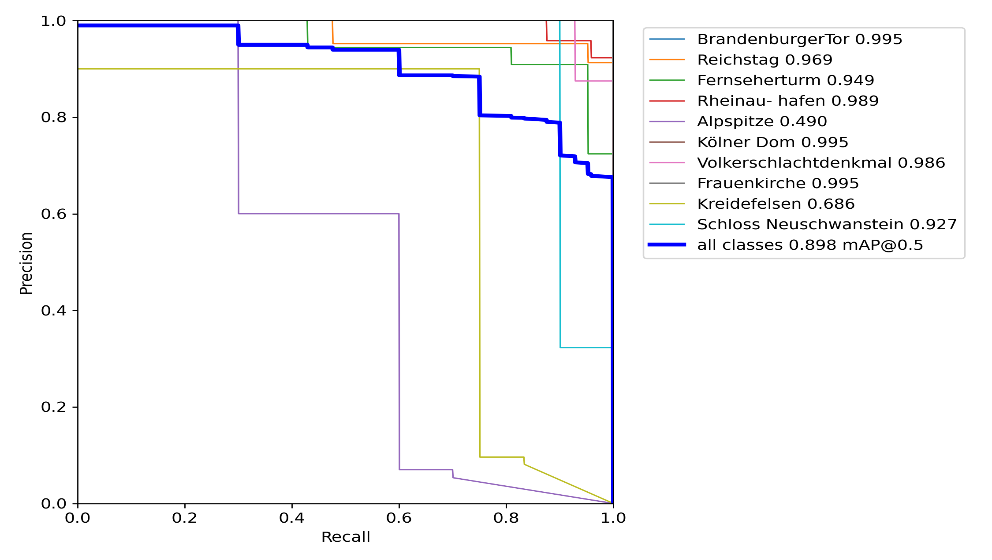 1.0
0.8
0.6
0.4
0.2
0.0
Precision
0.0 0.2 0.4 0.6 0.8 1.0
Recall
BrandenburgerTor 0.995
Reichstag 0.969
Fernseherturm 0.949
Rheinau- hafen 0.989
Alpspitze 0.490
Kölner Dom 0.995
Volkerschlachtdenkmal 0.986
Frauenkirche 0.995
Kreidefelsen 0.686
Schloss Neuschwanstein 0.927
all classes 0.898 mAP@0.5